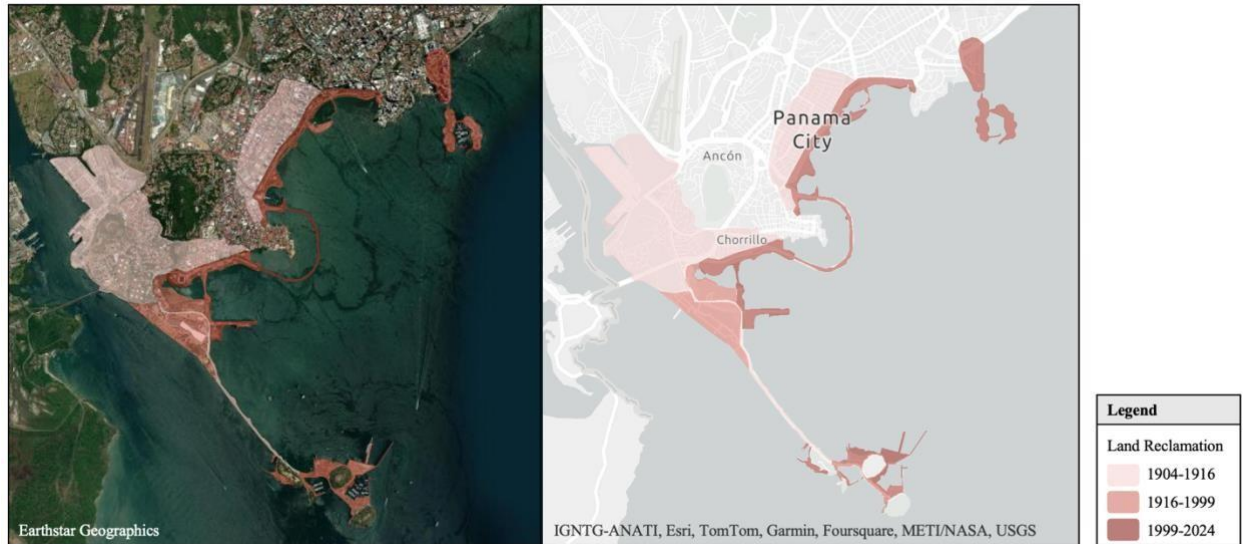 Panama
City
Ancón
Chorrillo
Earthstar Geographics
IGNTG-ANATI, Esri, TomTom, Garmin, Foursquare, METI/NASA, USGS
Legend
Land Reclamation
1904-1916
1916-1999
1999-2024